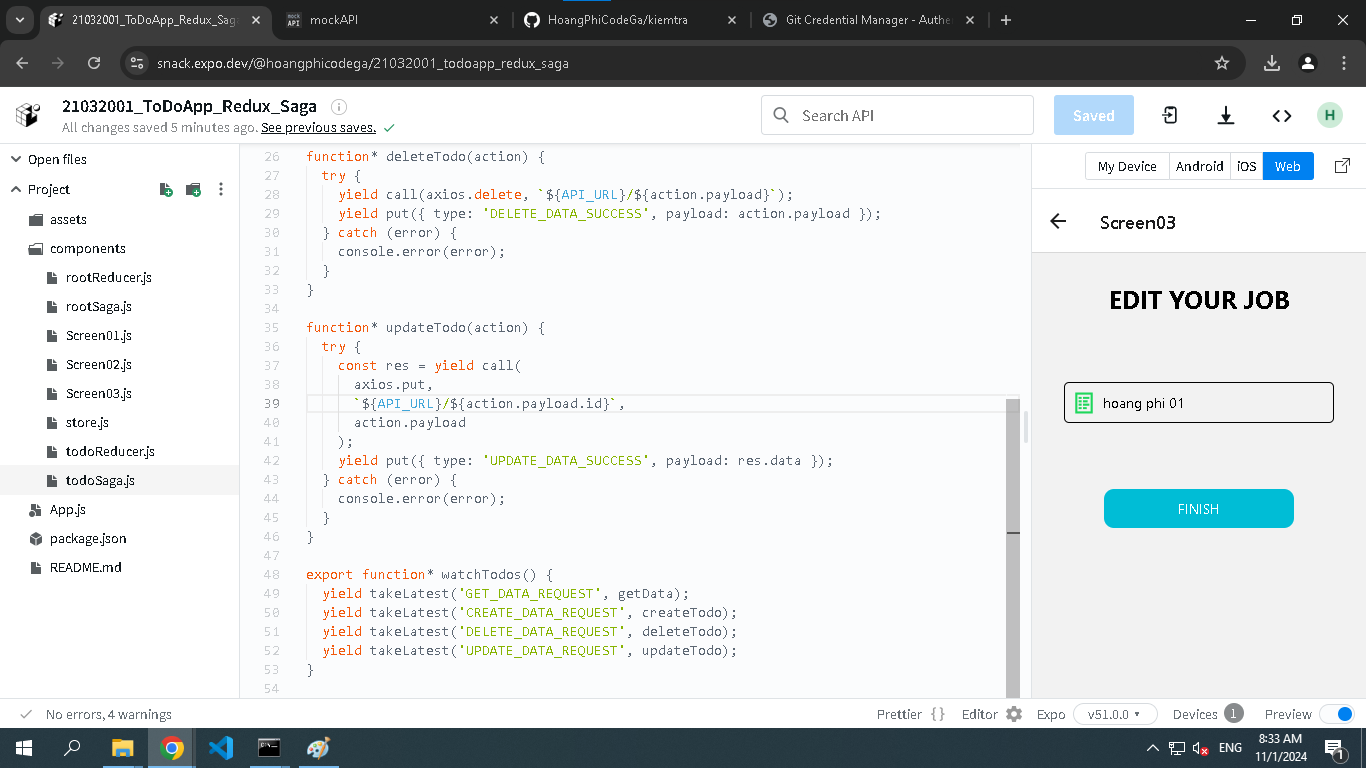 21032001_ToDoApp_Redux_Saga
mockAPI
HoangPhiCodeGa/kiemtra
Git Credential Manager - Authe
snack.expo.dev/@hoangphicodega/21032001_todoapp_redux_saga
21032001_ToDoApp_Redux_Saga
All changes saved 5 minutes ago. See previous saves.
Search API
Saved
H
Open files
Project
assets
components
rootReducer.js
rootSaga.js
Screen01.js
Screen02.js
Screen03.js
store.js
todoReducer.js
todoSaga.js
App.js
package.json
README.md
26 function* deleteTodo(action) {
27 try {
28 yield call(axios.delete, `${API_URL}/${action.payload}`);
29 yield put({ type: 'DELETE_DATA_SUCCESS', payload: action.payload });
30 } catch (error) {
31 console.error(error);
32 }
33 }
34
35 function* updateTodo(action) {
36 try {
37 const res = yield call(
38 axios.put,
39 `${API_URL}/${action.payload.id}`,
40 action.payload
41 );
42 yield put({ type: 'UPDATE_DATA_SUCCESS', payload: res.data });
43 } catch (error) {
44 console.error(error);
45 }
46 }
47
48 export function* watchTodos() {
49 yield takeLatest('GET_DATA_REQUEST', getData);
50 yield takeLatest('CREATE_DATA_REQUEST', createTodo);
51 yield takeLatest('DELETE_DATA_REQUEST', deleteTodo);
52 yield takeLatest('UPDATE_DATA_REQUEST', updateTodo);
53 }
54
My Device Android iOS Web
Screen03
EDIT YOUR JOB
hoang phi 01
FINISH
No errors, 4 warnings
Prettier {} Editor Expo v51.0.0 Devices 1 Preview
ENG
8:33 AM
11/1/2024
1